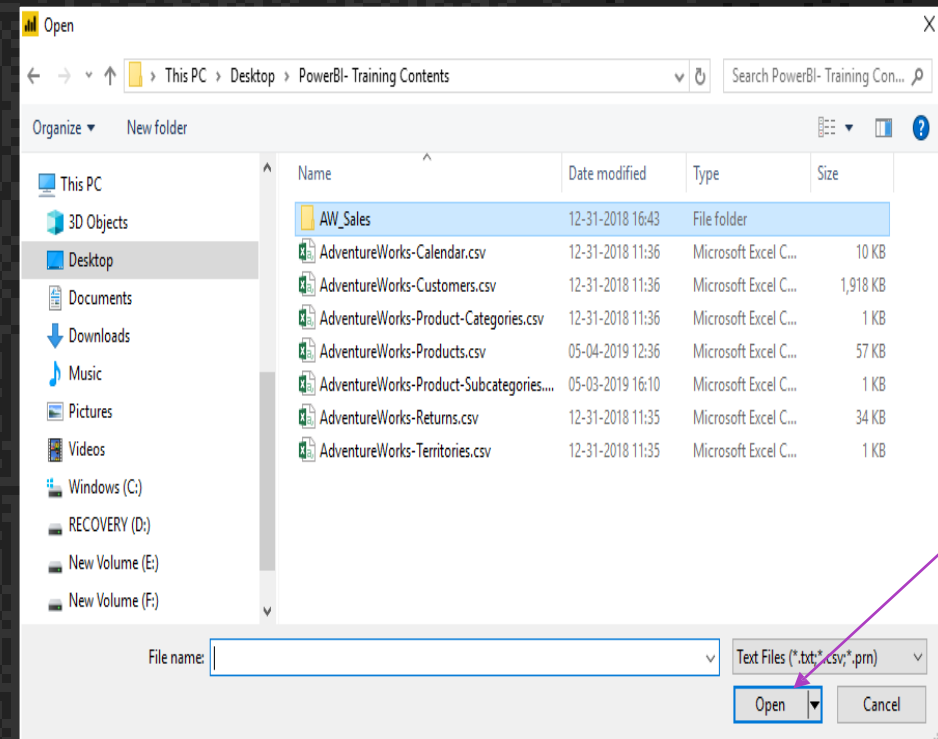 Open X
This PC > Desktop > PowerBI- Training Contents Search PowerBI- Training Con...
Organize New folder ?
Name Date modified Type Size
This PC
3D Objects
Desktop
Documents
Downloads
Music
Pictures
Videos
Windows (C:)
RECOVERY (D:)
New Volume (E:)
New Volume (F:)
AW_Sales 12-31-2018 16:43 File folder
AdventureWorks-Calendar.csv 12-31-2018 11:36 Microsoft Excel C... 10 KB
AdventureWorks-Customers.csv 12-31-2018 11:36 Microsoft Excel C... 1,918 KB
AdventureWorks-Product-Categories.csv 12-31-2018 11:36 Microsoft Excel C... 1 KB
AdventureWorks-Products.csv 05-04-2019 12:36 Microsoft Excel C... 57 KB
AdventureWorks-Product-Subcategories.... 05-03-2019 16:10 Microsoft Excel C... 1 KB
AdventureWorks-Returns.csv 12-31-2018 11:35 Microsoft Excel C... 34 KB
AdventureWorks-Territories.csv 12-31-2018 11:35 Microsoft Excel C... 1 KB
File name: Text Files (*.txt;*.csv;*.prn)
Open Cancel